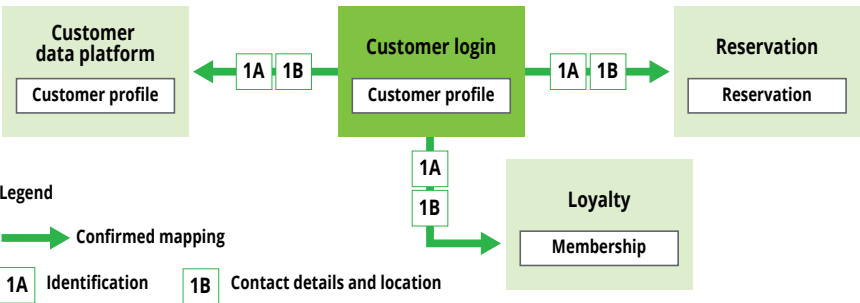 Customer
data platform
Customer profile
1A 1B
Customer login
Customer profile
1A 1B
Reservation
Reservation
1A
1B
Loyalty
Membership
Legend
Confirmed mapping
1A Identification
1B Contact details and location